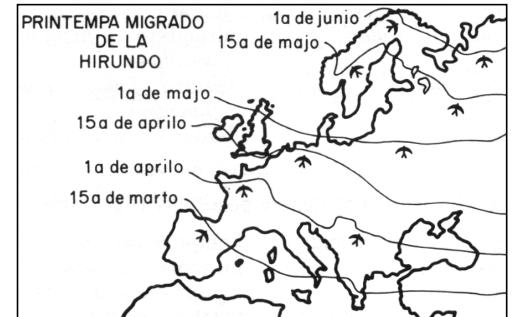 PRINTEMPA MIGRADO
DE LA
HIRUNDO
1a de junio
15a de majo
1a de majo
15a de aprilo
1a de aprilo
15a de marto